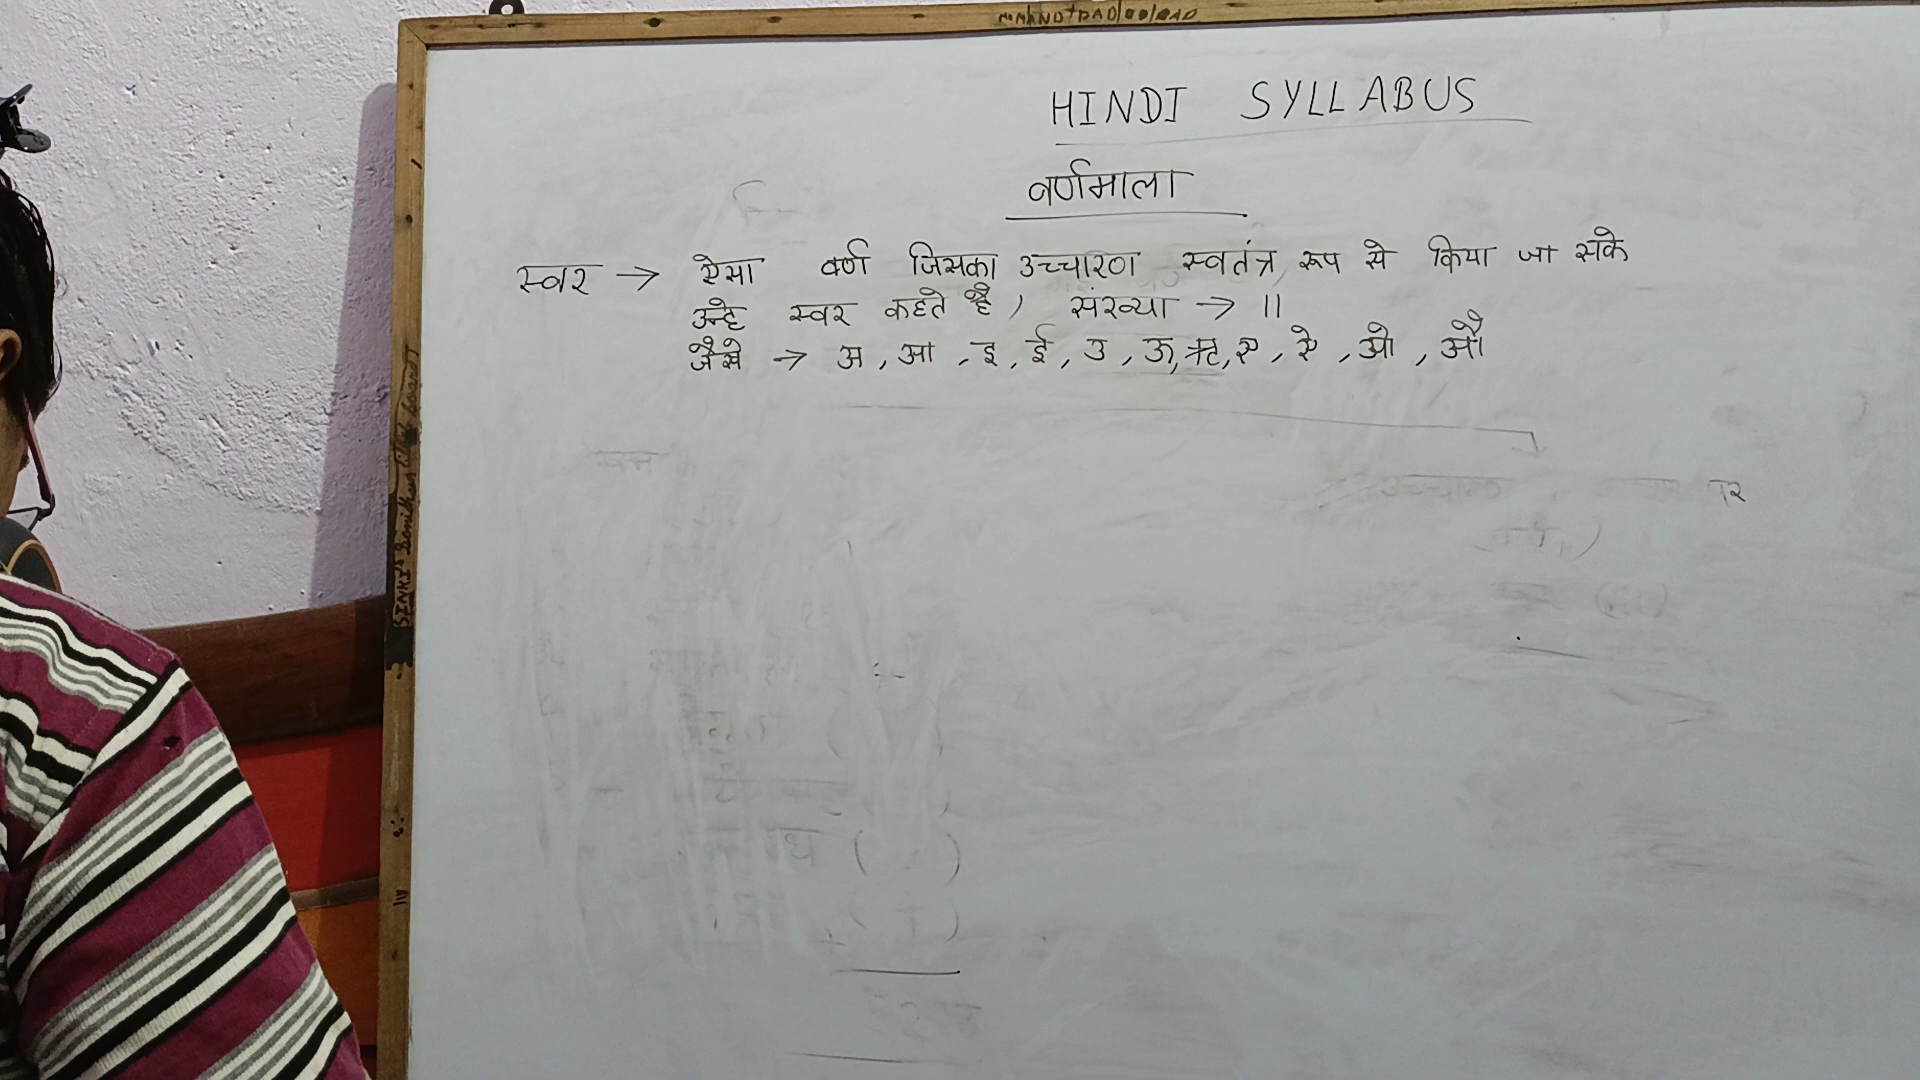 HINDI SYLLABUS
वर्णमाला
स्वर → ऐसा वर्ण जिसका उच्चारण स्वतंत्र रूप से किया जा सके
उन्हे स्वर कहते है, संख्या → 11
जैसे → अ, आ, इ, ई, उ, ऊ, ऋ, ए, ऐ, ओ, औ